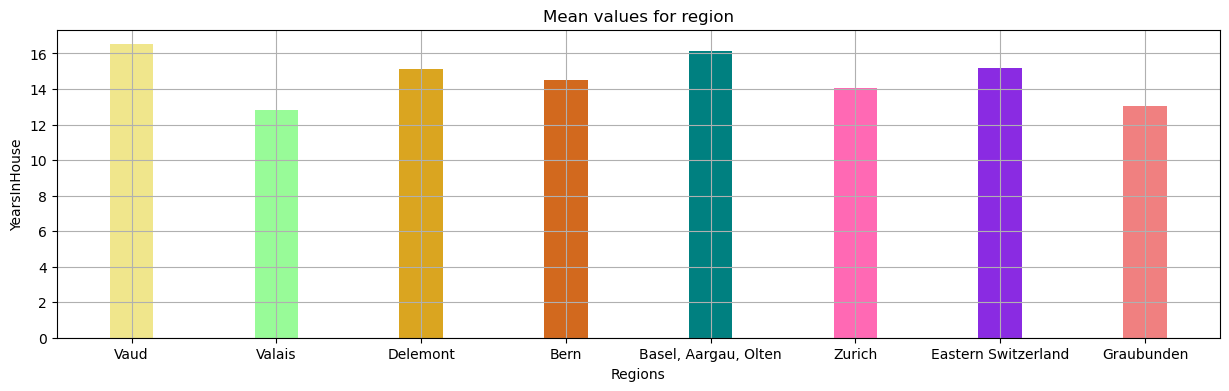 Mean values for region
YearsInHouse
16
14
12
10
8
6
4
2
0
Vaud Valais Delemont Bern Basel, Aargau, Olten Zurich Eastern Switzerland Graubunden
Regions